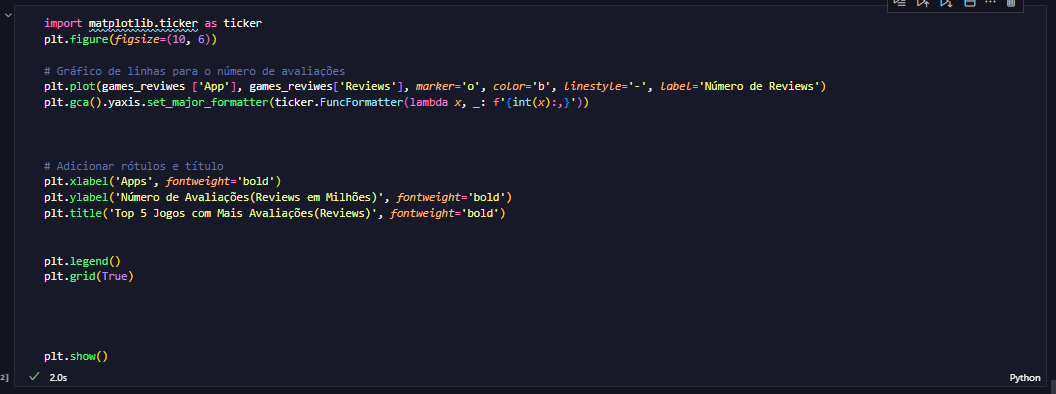 import matplotlib.ticker as ticker
plt.figure(figsize=(10, 6))
# Gráfico de linhas para o número de avaliações
plt.plot(games_reviwes ['App'], games_reviwes['Reviews'], marker='o', color='b', linestyle='-', label='Número de Reviews')
plt.gca().yaxis.set_major_formatter(ticker.FuncFormatter(lambda x, _: f'{int(x):,}'))
# Adicionar rótulos e título
plt.xlabel('Apps', fontweight='bold')
plt.ylabel('Número de Avaliações(Reviews em Milhões)', fontweight='bold')
plt.title('Top 5 Jogos com Mais Avaliações(Reviews)', fontweight='bold')
plt.legend()
plt.grid(True)
plt.show()
2]
2.0s
Python